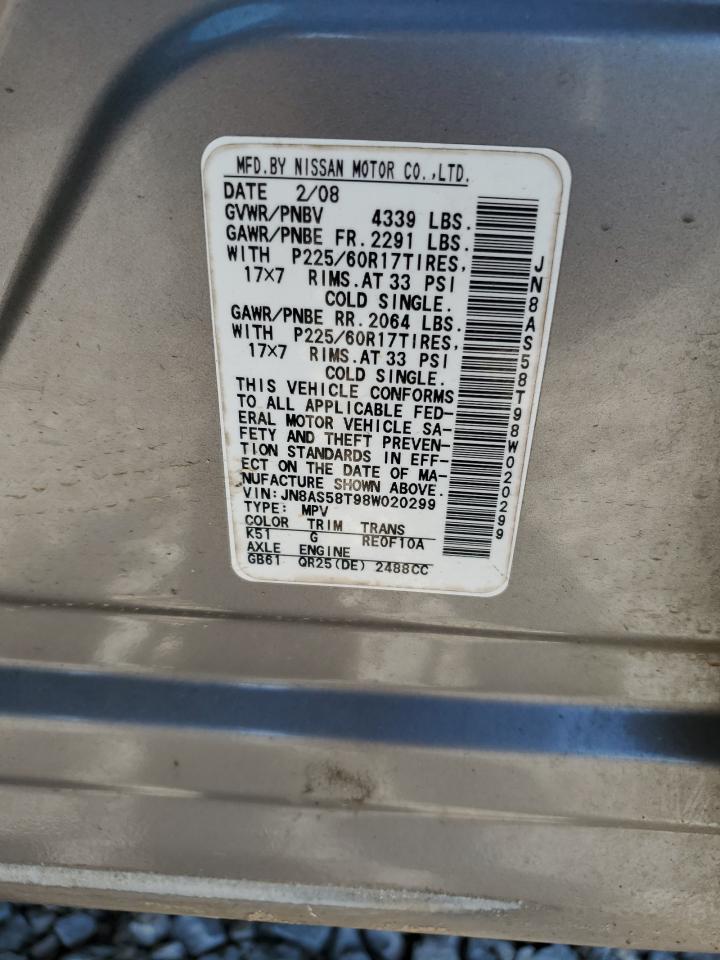 MFD.BY NISSAN MOTOR CO.,LTD.
DATE 2/08
GVWR/PNBV 4339 LBS.
GAWR/PNBE FR.2291 LBS.
WITH P225/60R17TIRES,
17×7 RIMS.AT 33 PSI
COLD SINGLE.
GAWR/PNBE RR.2064 LBS.
WITH P225/60R17TIRES,
17×7 RIMS.AT 33 PSI
COLD SINGLE.
THIS VEHICLE CONFORMS
TO ALL APPLICABLE FED-
ERAL MOTOR VEHICLE SA-
FETY AND THEFT PREVEN-
TION STANDARDS IN EFF-
ECT ON THE DATE OF MA-
NUFACTURE SHOWN ABOVE.
VIN:JN8AS58T98W020299
TYPE: MPV
COLOR TRIM TRANS
K51 G RE0F10A
AXLE ENGINE
GB61 QR25(DE) 2488CC
JN8AS58T98W020299